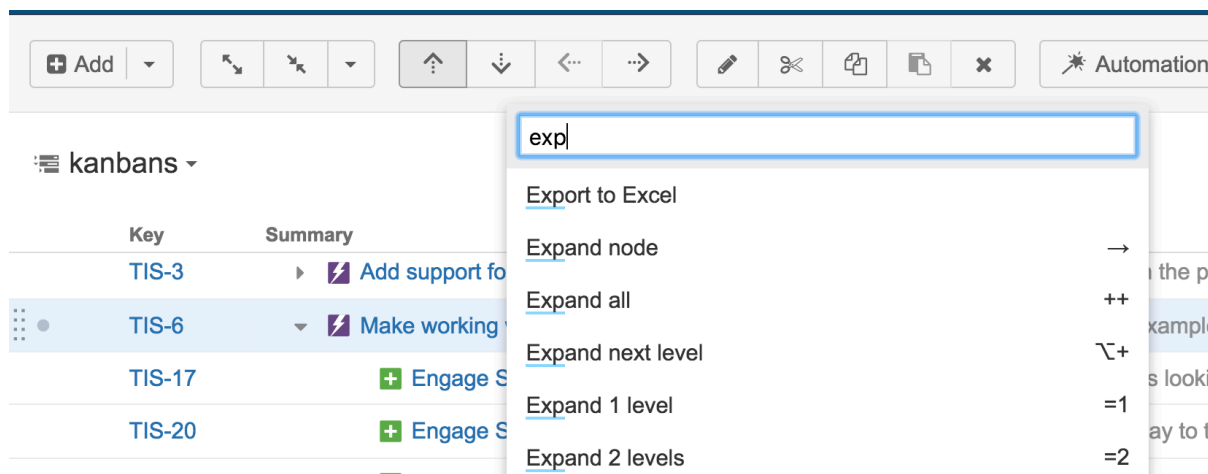 Add
Automation
exp
kanbans
Export to Excel
Key Summary
Expand node →
TIS-3 Add support fo the p
Expand all ++
TIS-6 Make working
Expand next level ⌥+
TIS-17 Engage S s looki
Expand 1 level =1
TIS-20 Engage S ay to t
Expand 2 levels =2